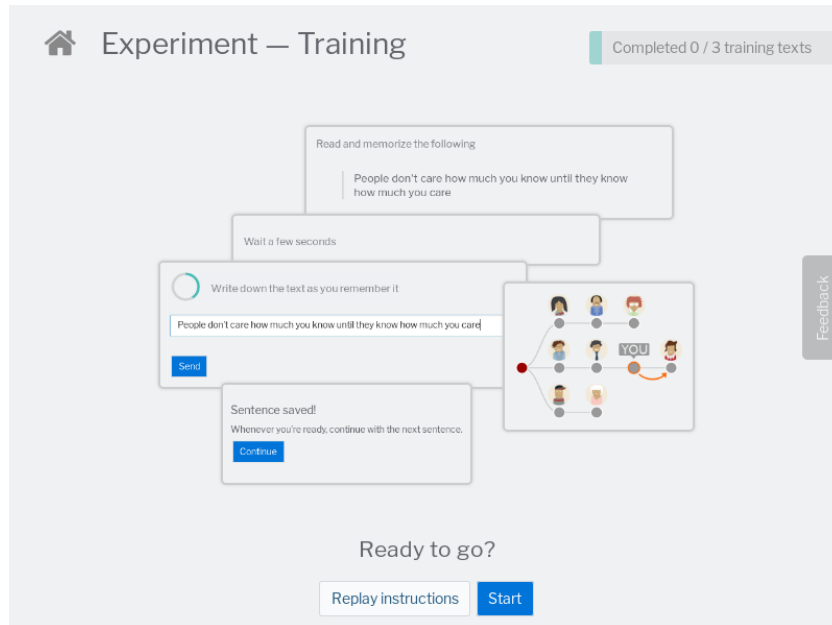 Experiment — Training
Completed 0 / 3 training texts
Read and memorize the following
People don't care how much you know until they know
how much you care
Wait a few seconds
Write down the text as you remember it
People don't care how much you know until they know how much you care
Send
YOU
Sentence saved!
Whenever you're ready, continue with the next sentence.
Continue
Feedback
Ready to go?
Replay instructions
Start